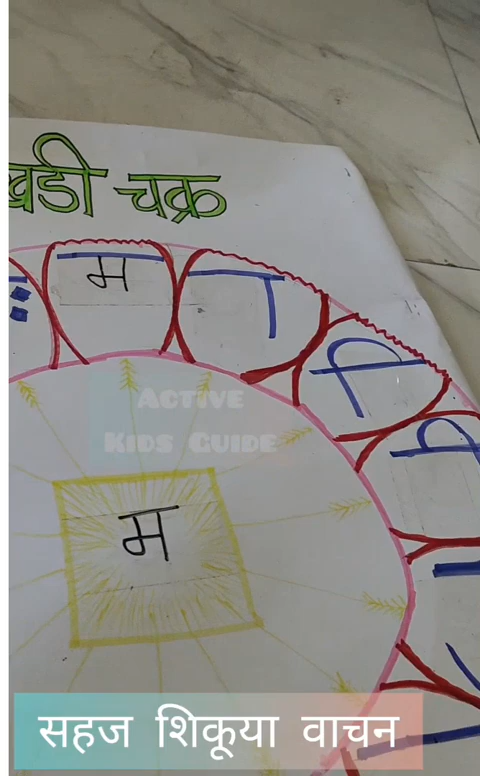 खडी चक्र
म
ा
ि
ी
ः
ACTIVE
KIDS GUIDE
म
सहज शिकूया वाचन